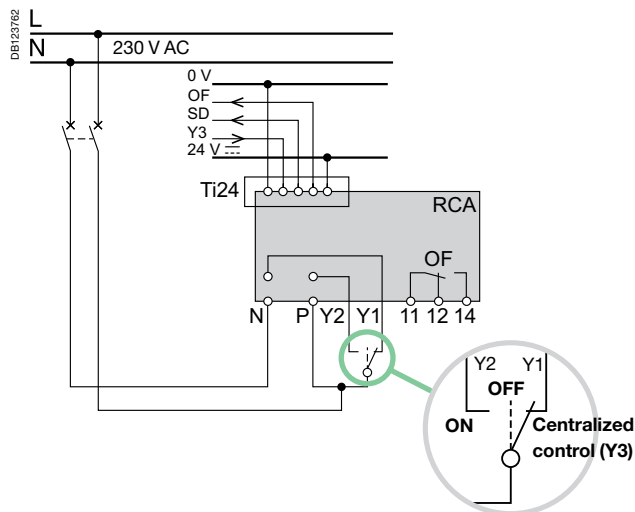 DB123762
L
N
230 V AC
0 V
OF
SD
Y3
24 V
Ti24
RCA
OF
N P Y2 Y1 11 12 14
Y2 Y1
OFF
ON
Centralized
control (Y3)